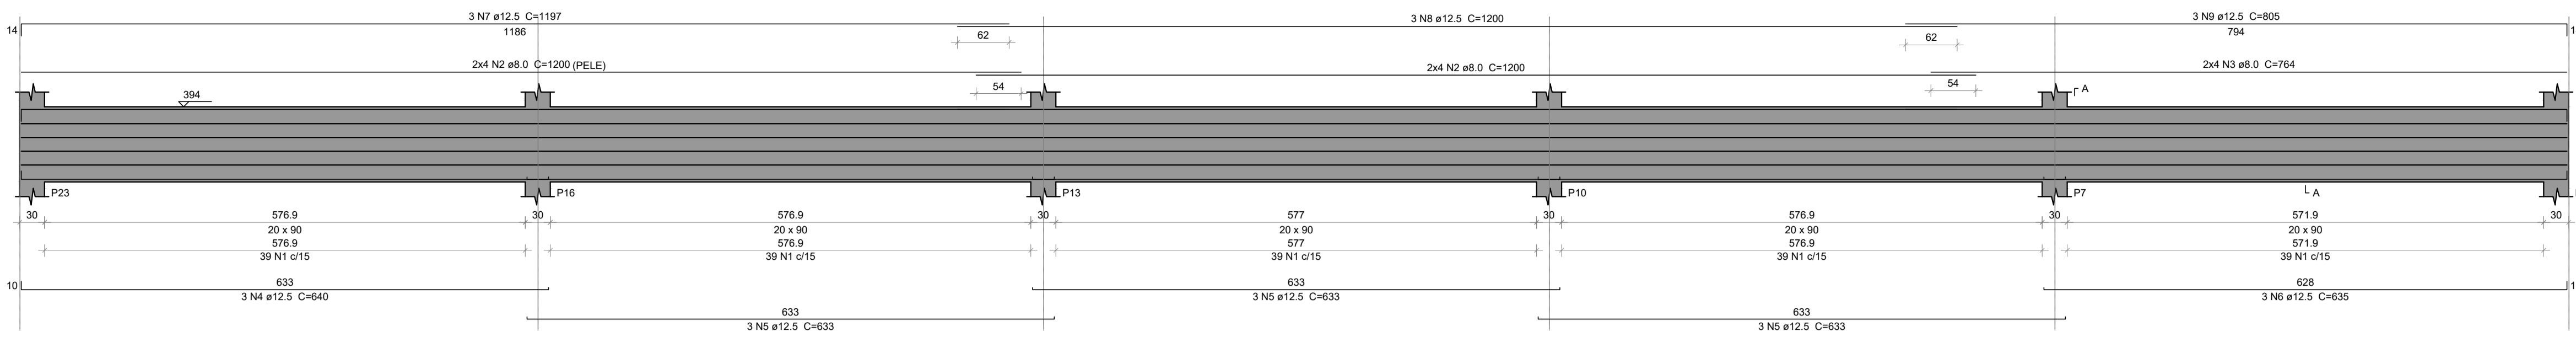 3 N7 ø12.5 C=1197
3 N8 ø12.5 C=1200
3 N9 ø12.5 C=805
14
1186
62
62
794
1
2x4 N2 ø8.0 C=1200 (PELE)
2x4 N2 ø8.0 C=1200
2x4 N3 ø8.0 C=764
54
54
394
A
P23
P16
P13
P10
P7
A
30
576.9
30
576.9
30
577
30
576.9
30
571.9
30
20 x 90
20 x 90
20 x 90
20 x 90
20 x 90
576.9
576.9
577
576.9
571.9
39 N1 c/15
39 N1 c/15
39 N1 c/15
39 N1 c/15
39 N1 c/15
10
633
633
628
1
3 N4 ø12.5 C=640
3 N5 ø12.5 C=633
3 N6 ø12.5 C=635
633
633
3 N5 ø12.5 C=633
3 N5 ø12.5 C=633